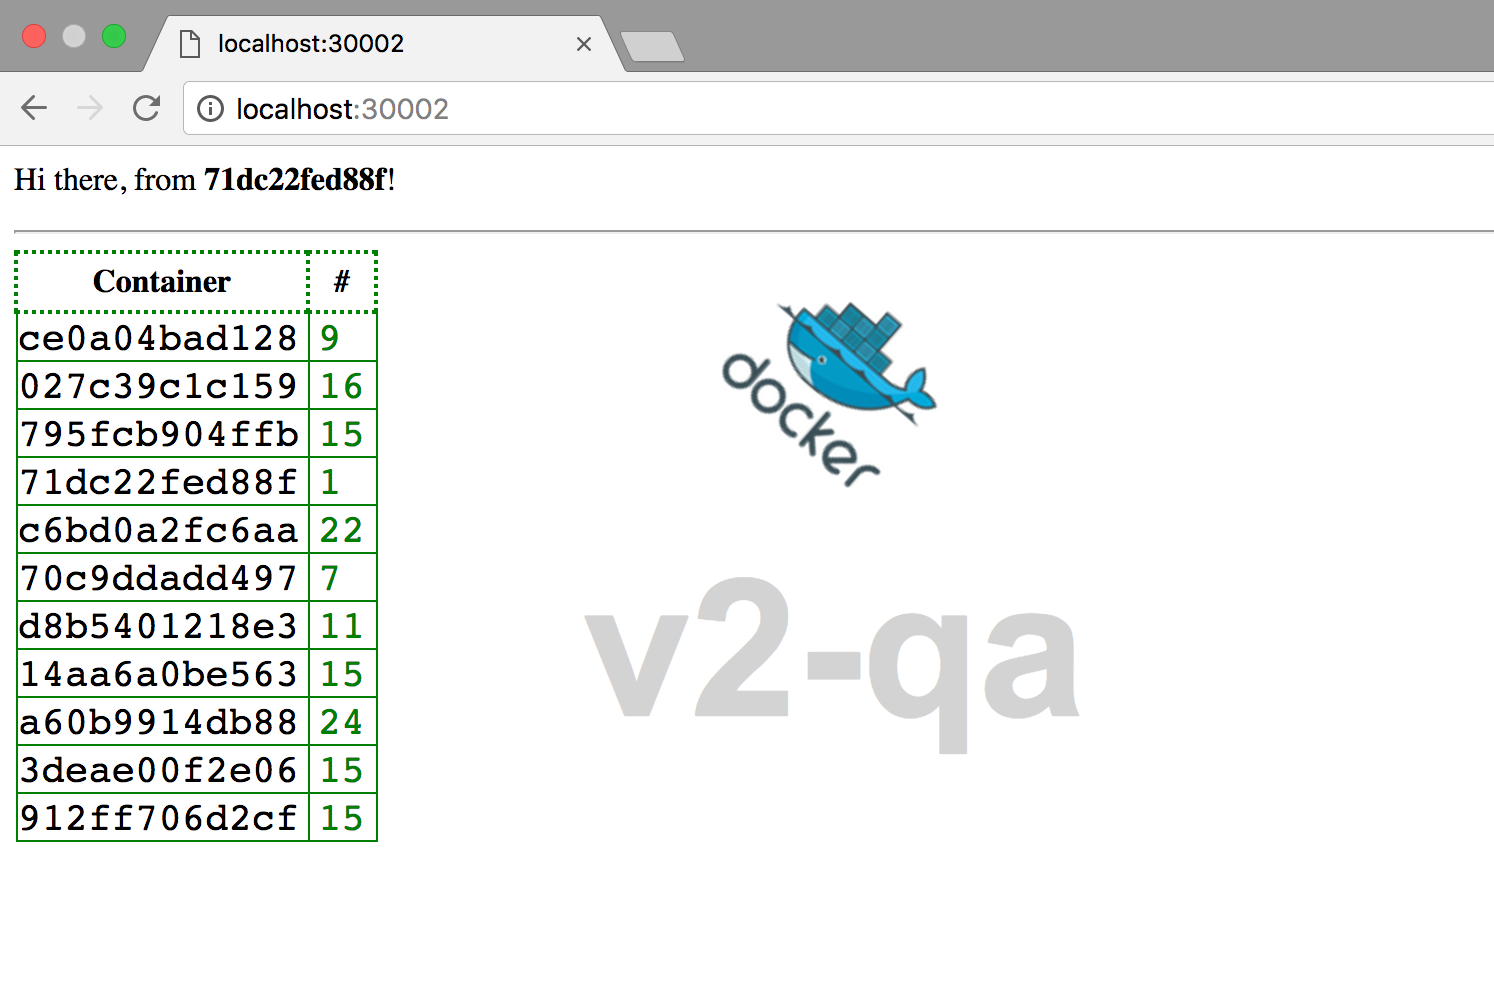 localhost:30002
localhost:30002
Hi there, from 71dc22fed88f!
Container #
ce0a04bad128 9
027c39c1c159 16
795fcb904ffb 15
71dc22fed88f 1
c6bd0a2fc6aa 22
70c9ddadd497 7
d8b5401218e3 11
14aa6a0be563 15
a60b9914db88 24
3deae00f2e06 15
912ff706d2cf 15
docker
v2-qa